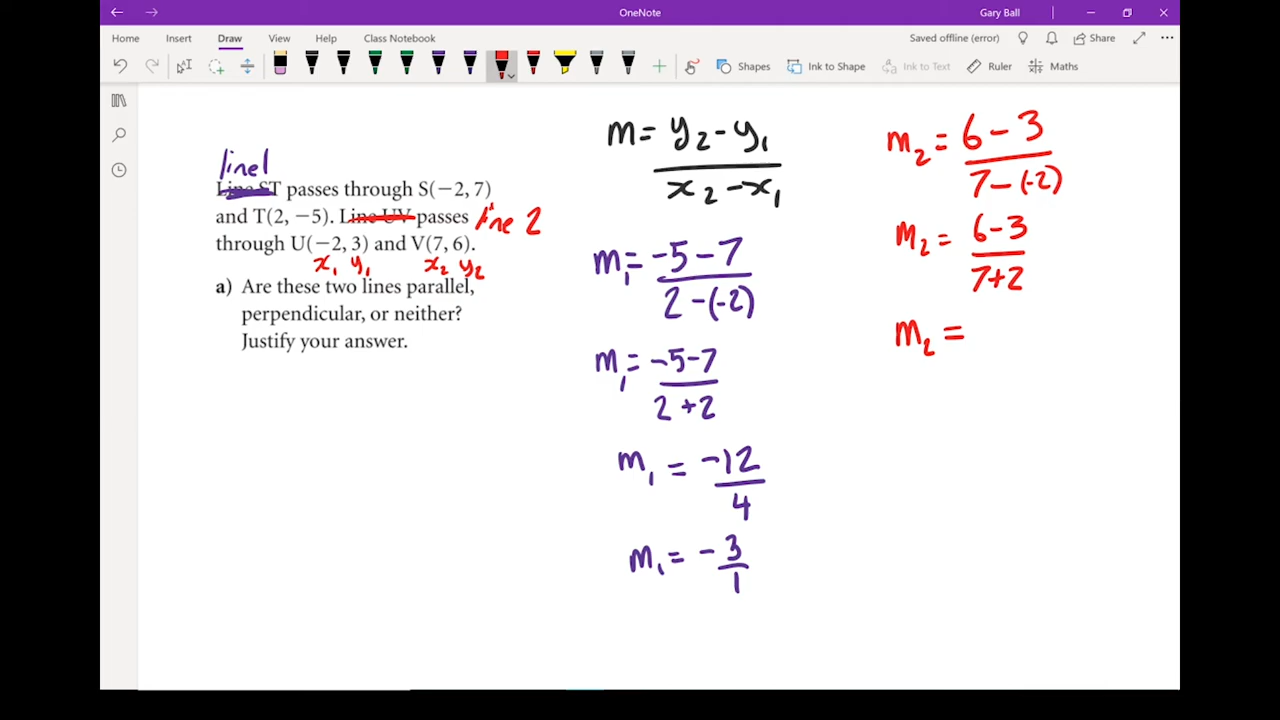 OneNote
Gary Ball
Home Insert Draw View Help Class Notebook
Saved offline (error) Share
Shapes Ink to Shape Ink to Text Ruler Maths
line1
Line ST passes through S(−2, 7)
and T(2, −5). Line UV passes line 2
through U(−2, 3) and V(7, 6).
x₁ y₁ x₂ y₂
a) Are these two lines parallel,
perpendicular, or neither?
Justify your answer.
m = y₂ - y₁
x₂ - x₁
m₁ = -5 - 7
2 - (-2)
m₁ = -5-7
2 + 2
m₁ = -12
4
m₁ = - 3
1
m₂ = 6 - 3
7 - (-2)
m₂ = 6-3
7+2
m₂ =